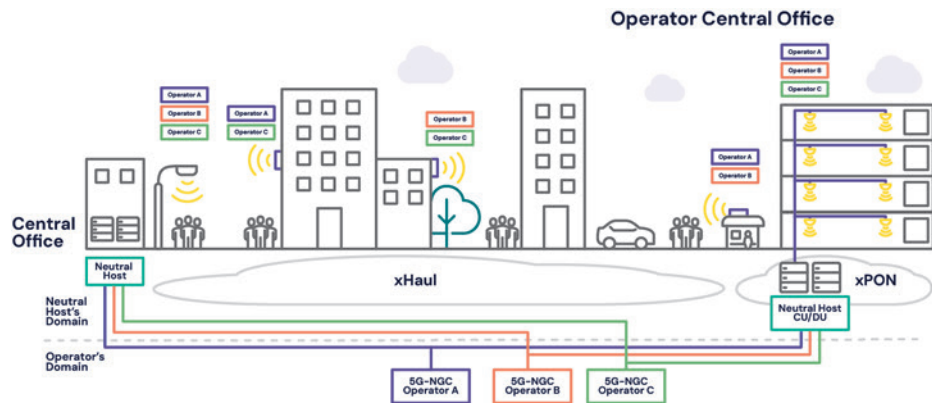 Operator Central Office
Operator A
Operator B
Operator C
Operator A
Operator C
Operator B
Operator C
Operator A
Operator B
Operator A
Operator B
Operator C
Central
Office
Neutral
Host
xHaul
xPON
Neutral Host
CU/DU
Neutral
Host's
Domain
Operator's
Domain
5G-NGC
Operator A
5G-NGC
Operator B
5G-NGC
Operator C